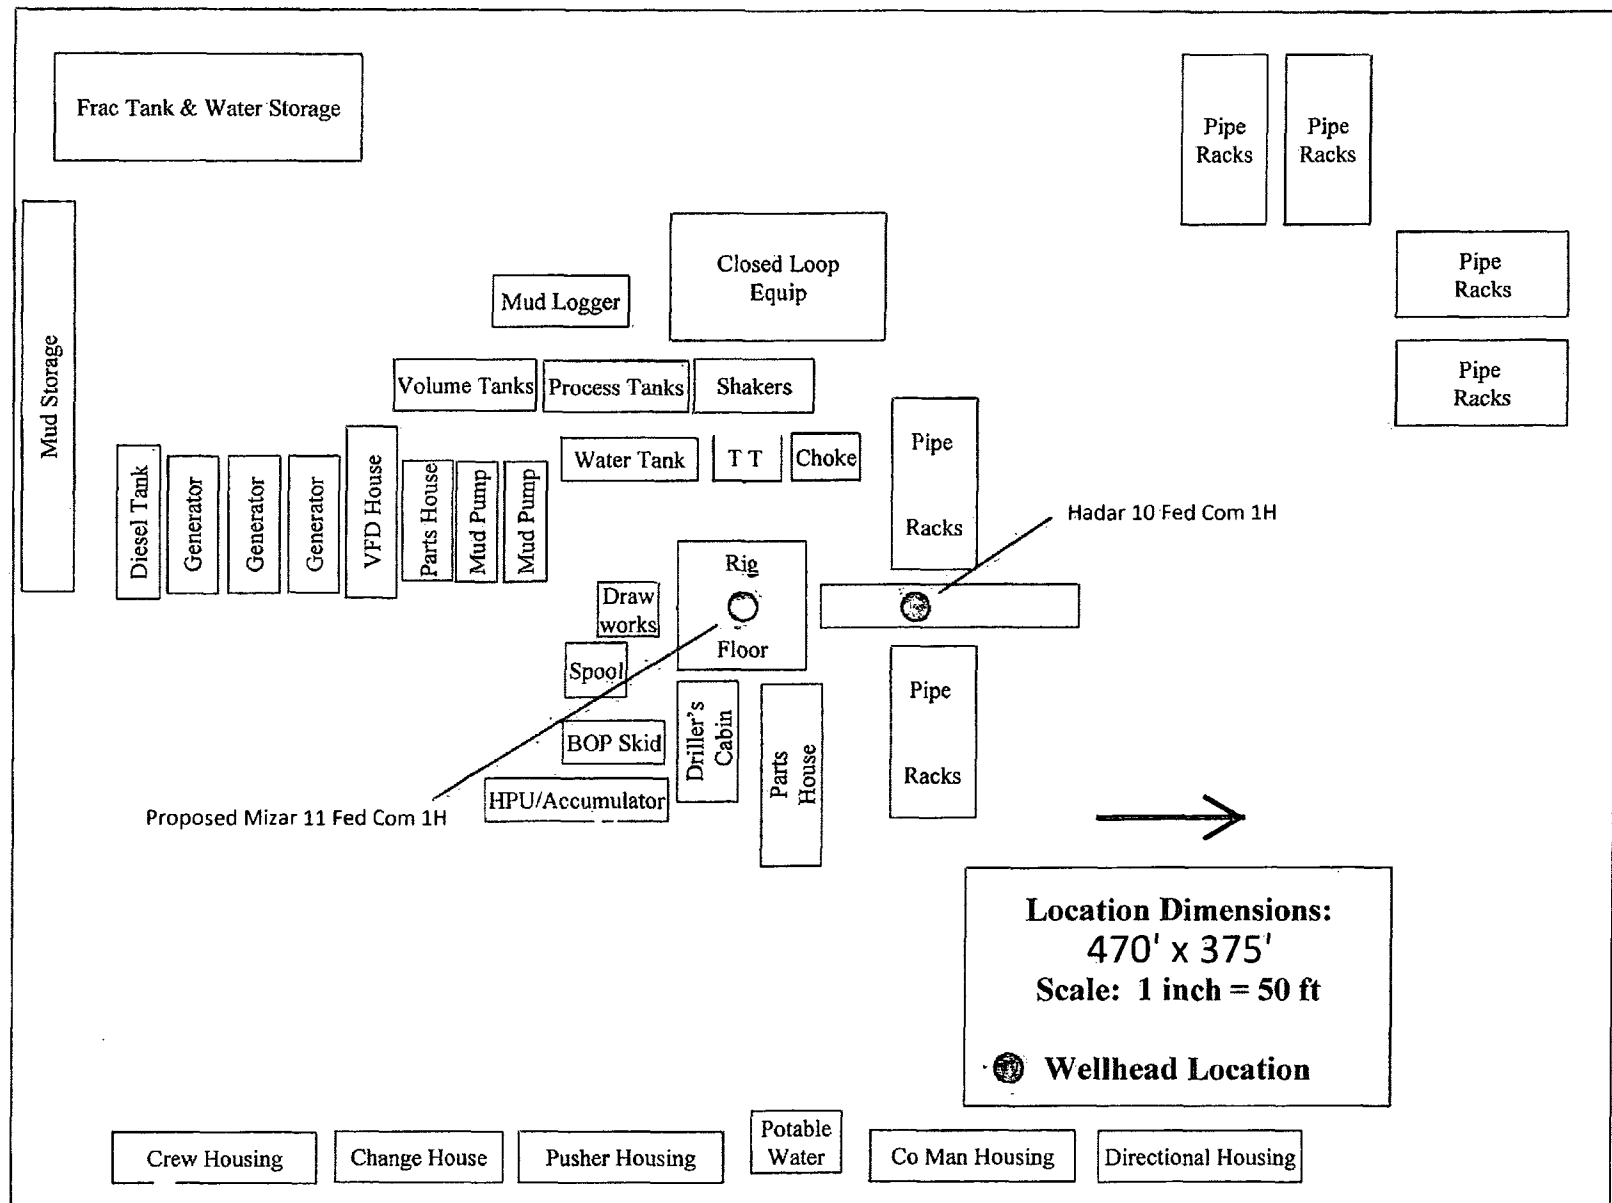 Frac Tank & Water Storage
Pipe
Racks
Pipe
Racks
Pipe
Racks
Pipe
Racks
Closed Loop
Equip
Mud Logger
Mud Storage
Volume Tanks
Process Tanks
Shakers
Diesel Tank
Generator
Generator
Generator
VFD House
Parts House
Mud Pump
Mud Pump
Water Tank
T T
Choke
Pipe
Racks
Hadar 10 Fed Com 1H
Rig
Floor
Draw
works
Spool
BOP Skid
HPU/Accumulator
Driller's
Cabin
Parts
House
Pipe
Racks
Proposed Mizar 11 Fed Com 1H
Location Dimensions:
470' x 375'
Scale: 1 inch = 50 ft
Wellhead Location
Crew Housing
Change House
Pusher Housing
Potable
Water
Co Man Housing
Directional Housing